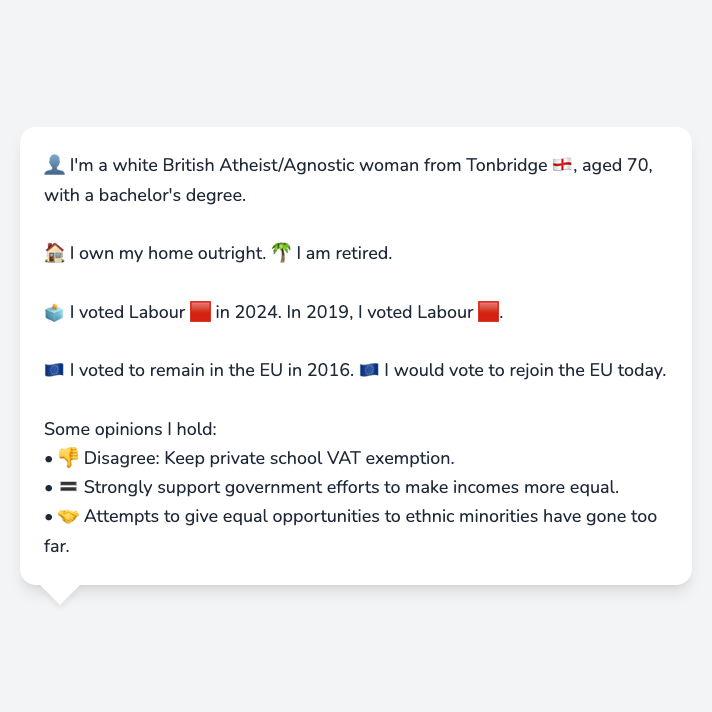 👤 I'm a white British Atheist/Agnostic woman from Tonbridge 🏴󠁧󠁢󠁥󠁮󠁧󠁿, aged 70,
with a bachelor's degree.
🏠 I own my home outright. 🌴 I am retired.
🗳️ I voted Labour 🟥 in 2024. In 2019, I voted Labour 🟥.
🇪🇺 I voted to remain in the EU in 2016. 🇪🇺 I would vote to rejoin the EU today.
Some opinions I hold:
• 👎 Disagree: Keep private school VAT exemption.
• 🟰 Strongly support government efforts to make incomes more equal.
• 🤝 Attempts to give equal opportunities to ethnic minorities have gone too
far.